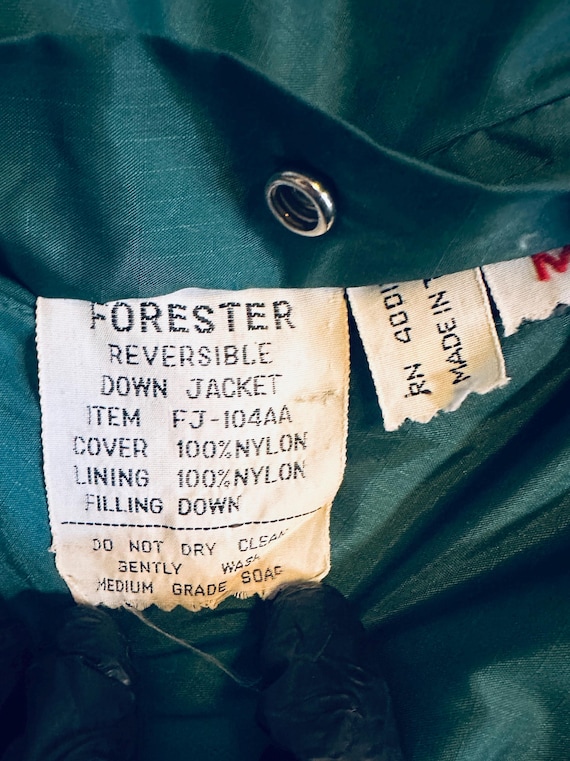 FORESTER
REVERSIBLE
DOWN JACKET
ITEM FJ-104AA
COVER 100%NYLON
LINING 100%NYLON
FILLING DOWN
DO NOT DRY CLEAN
GENTLY WASH
MEDIUM GRADE SOAP
RN
MADE IN
M